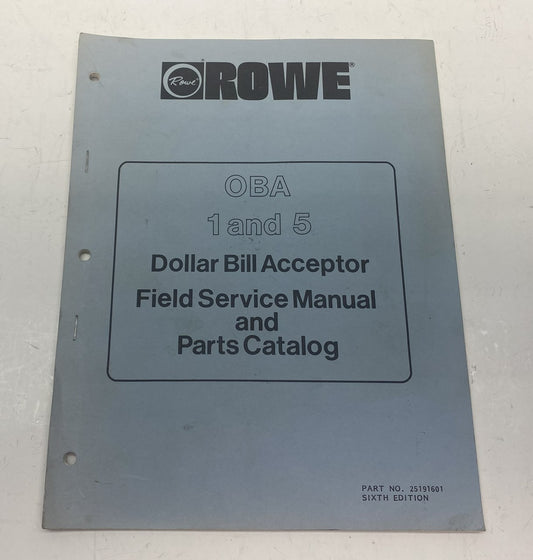 Rowe
ROWE®
OBA
1 and 5
Dollar Bill Acceptor
Field Service Manual
and
Parts Catalog
PART NO. 25191601
SIXTH EDITION